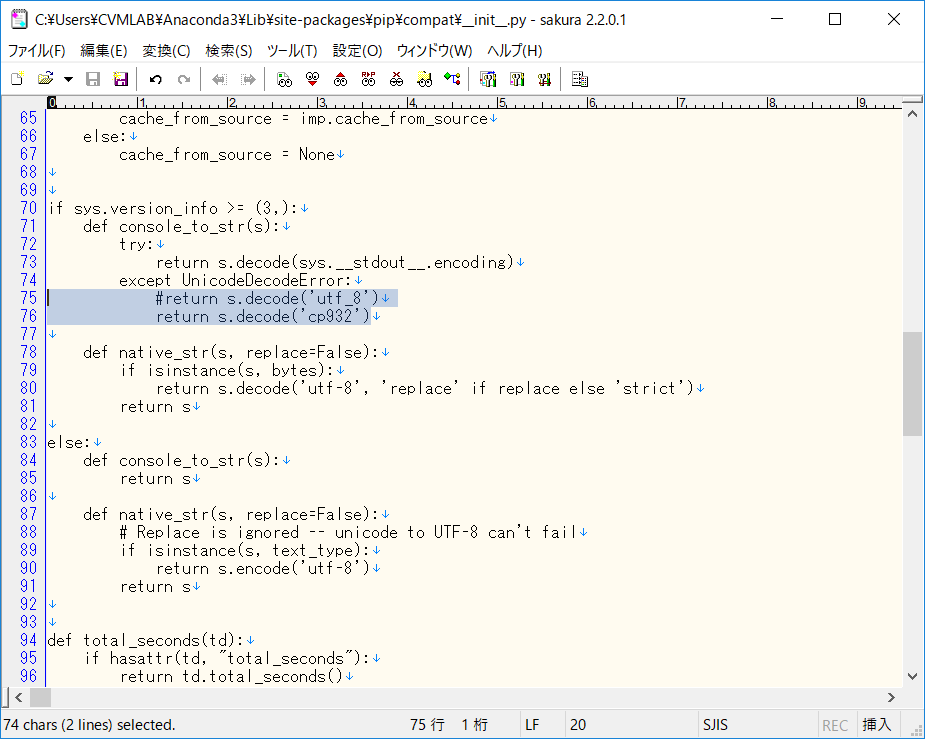 C:¥Users¥CVMLAB¥Anaconda3¥Lib¥site-packages¥pip¥compat¥__init__.py - sakura 2.2.0.1
ファイル(F) 編集(E) 変換(C) 検索(S) ツール(T) 設定(O) ウィンドウ(W) ヘルプ(H)
0 1 2 3 4 5 6 7 8 9
65         cache_from_source = imp.cache_from_source↓
66     else:↓
67         cache_from_source = None↓
68 ↓
69 ↓
70 if sys.version_info >= (3,):↓
71     def console_to_str(s):↓
72         try:↓
73             return s.decode(sys.__stdout__.encoding)↓
74         except UnicodeDecodeError:↓
75             #return s.decode('utf_8')↓
76             return s.decode('cp932')↓
77 ↓
78     def native_str(s, replace=False):↓
79         if isinstance(s, bytes):↓
80             return s.decode('utf-8', 'replace' if replace else 'strict')↓
81         return s↓
82 ↓
83 else:↓
84     def console_to_str(s):↓
85         return s↓
86 ↓
87     def native_str(s, replace=False):↓
88         # Replace is ignored -- unicode to UTF-8 can't fail↓
89         if isinstance(s, text_type):↓
90             return s.encode('utf-8')↓
91         return s↓
92 ↓
93 ↓
94 def total_seconds(td):↓
95     if hasattr(td, "total_seconds"):↓
96         return td.total_seconds()↓
74 chars (2 lines) selected. 75 行 1 桁 LF 20 SJIS REC 挿入